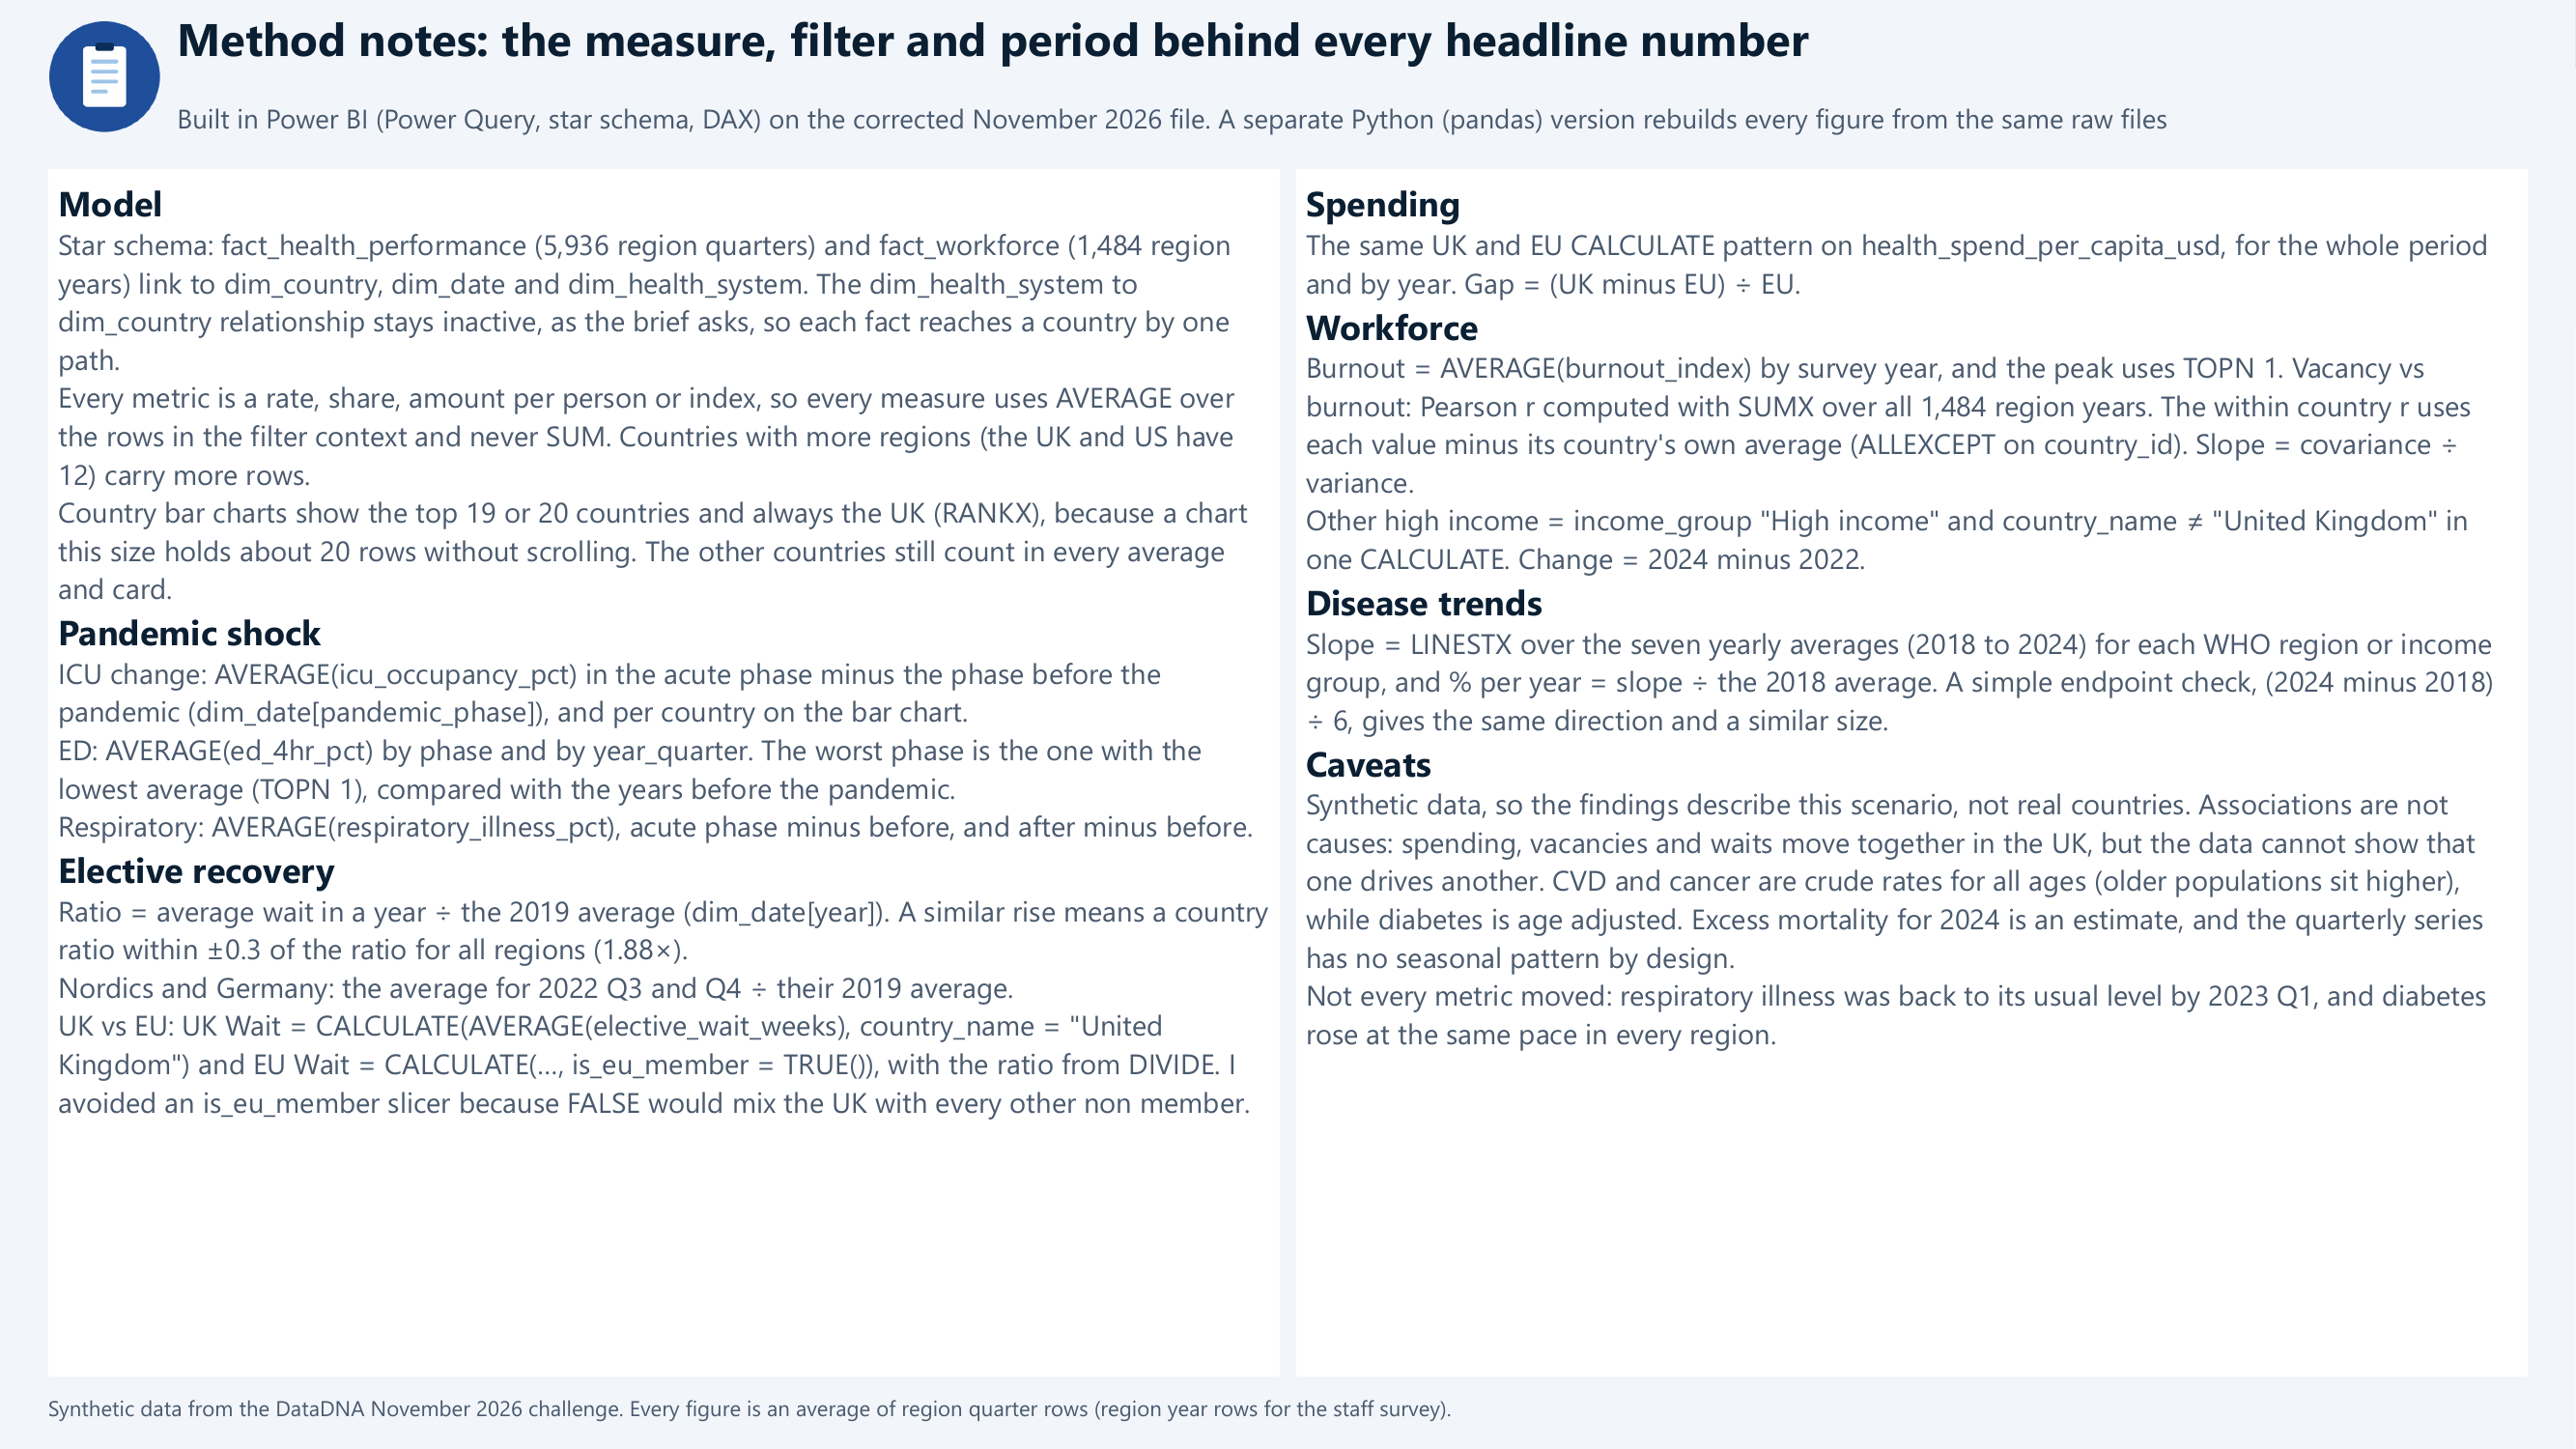 Method notes: the measure, filter and period behind every headline number
Built in Power BI (Power Query, star schema, DAX) on the corrected November 2026 file. A separate Python (pandas) version rebuilds every figure from the same raw files
Model
Star schema: fact_health_performance (5,936 region quarters) and fact_workforce (1,484 region
years) link to dim_country, dim_date and dim_health_system. The dim_health_system to
dim_country relationship stays inactive, as the brief asks, so each fact reaches a country by one
path.
Every metric is a rate, share, amount per person or index, so every measure uses AVERAGE over
the rows in the filter context and never SUM. Countries with more regions (the UK and US have
12) carry more rows.
Country bar charts show the top 19 or 20 countries and always the UK (RANKX), because a chart
this size holds about 20 rows without scrolling. The other countries still count in every average
and card.
Pandemic shock
ICU change: AVERAGE(icu_occupancy_pct) in the acute phase minus the phase before the
pandemic (dim_date[pandemic_phase]), and per country on the bar chart.
ED: AVERAGE(ed_4hr_pct) by phase and by year_quarter. The worst phase is the one with the
lowest average (TOPN 1), compared with the years before the pandemic.
Respiratory: AVERAGE(respiratory_illness_pct), acute phase minus before, and after minus before.
Elective recovery
Ratio = average wait in a year ÷ the 2019 average (dim_date[year]). A similar rise means a country
ratio within ±0.3 of the ratio for all regions (1.88×).
Nordics and Germany: the average for 2022 Q3 and Q4 ÷ their 2019 average.
UK vs EU: UK Wait = CALCULATE(AVERAGE(elective_wait_weeks), country_name = "United
Kingdom") and EU Wait = CALCULATE(…, is_eu_member = TRUE()), with the ratio from DIVIDE. I
avoided an is_eu_member slicer because FALSE would mix the UK with every other non member.
Spending
The same UK and EU CALCULATE pattern on health_spend_per_capita_usd, for the whole period
and by year. Gap = (UK minus EU) ÷ EU.
Workforce
Burnout = AVERAGE(burnout_index) by survey year, and the peak uses TOPN 1. Vacancy vs
burnout: Pearson r computed with SUMX over all 1,484 region years. The within country r uses
each value minus its country's own average (ALLEXCEPT on country_id). Slope = covariance ÷
variance.
Other high income = income_group "High income" and country_name ≠ "United Kingdom" in
one CALCULATE. Change = 2024 minus 2022.
Disease trends
Slope = LINESTX over the seven yearly averages (2018 to 2024) for each WHO region or income
group, and % per year = slope ÷ the 2018 average. A simple endpoint check, (2024 minus 2018)
÷ 6, gives the same direction and a similar size.
Caveats
Synthetic data, so the findings describe this scenario, not real countries. Associations are not
causes: spending, vacancies and waits move together in the UK, but the data cannot show that
one drives another. CVD and cancer are crude rates for all ages (older populations sit higher),
while diabetes is age adjusted. Excess mortality for 2024 is an estimate, and the quarterly series
has no seasonal pattern by design.
Not every metric moved: respiratory illness was back to its usual level by 2023 Q1, and diabetes
rose at the same pace in every region.
Synthetic data from the DataDNA November 2026 challenge. Every figure is an average of region quarter rows (region year rows for the staff survey).